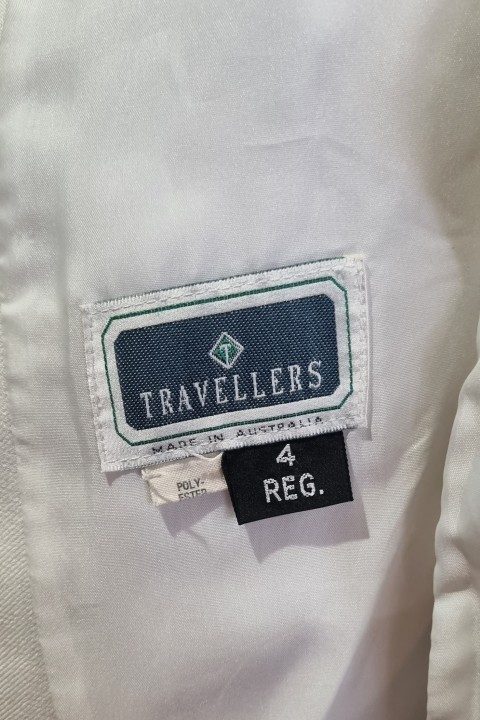 T
TRAVELLERS
MADE IN AUSTRALIA
POLY-
ESTER
4
REG.